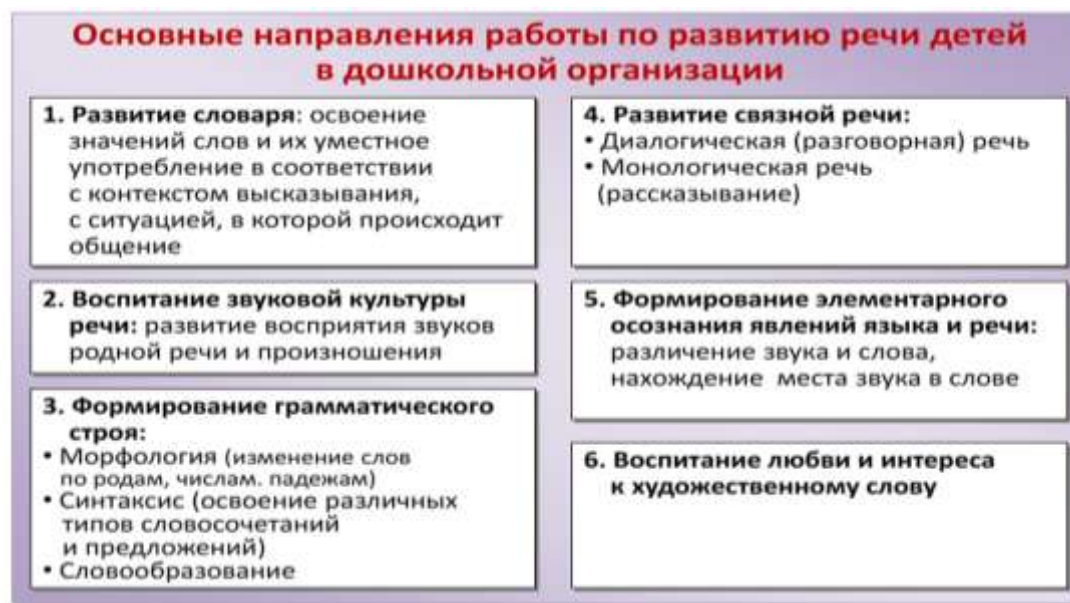 Основные направления работы по развитию речи детей
в дошкольной организации
1. Развитие словаря: освоение
значений слов и их уместное
употребление в соответствии
с контекстом высказывания,
с ситуацией, в которой происходит
общение
2. Воспитание звуковой культуры
речи: развитие восприятия звуков
родной речи и произношения
3. Формирование грамматического
строя:
• Морфология (изменение слов
по родам, числам. падежам)
• Синтаксис (освоение различных
типов словосочетаний
и предложений)
• Словообразование
4. Развитие связной речи:
• Диалогическая (разговорная) речь
• Монологическая речь
(рассказывание)
5. Формирование элементарного
осознания явлений языка и речи:
различение звука и слова,
нахождение места звука в слове
6. Воспитание любви и интереса
к художественному слову